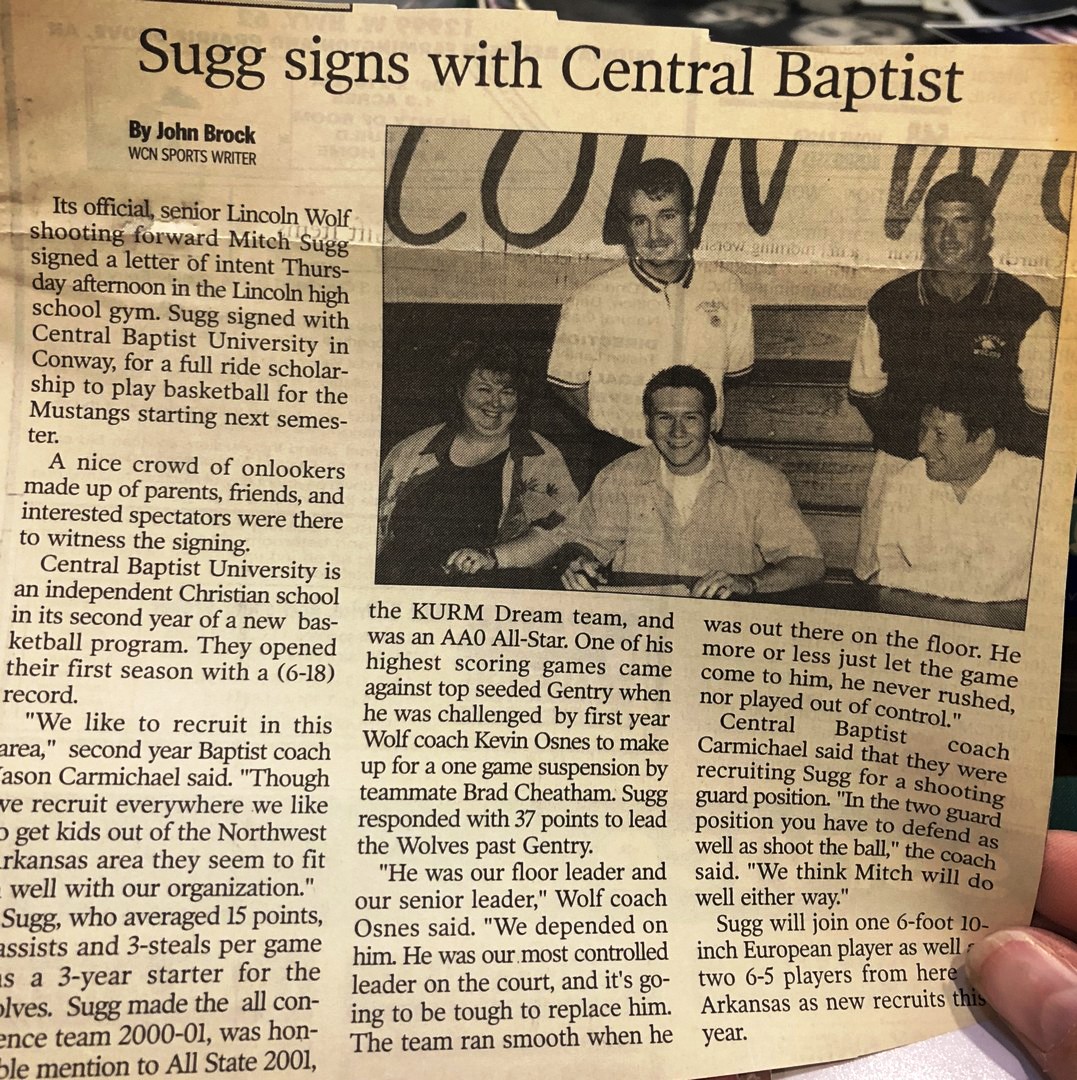 Sugg signs with Central Baptist
By John Brock
WCN SPORTS WRITER
Its official, senior Lincoln Wolf
shooting forward Mitch Sugg
signed a letter of intent Thurs-
day afternoon in the Lincoln high
school gym. Sugg signed with
Central Baptist University in
Conway, for a full ride scholar-
ship to play basketball for the
Mustangs starting next semes-
ter.
A nice crowd of onlookers
made up of parents, friends, and
interested spectators were there
to witness the signing.
Central Baptist University is
an independent Christian school
in its second year of a new bas-
ketball program. They opened
their first season with a (6-18)
record.
"We like to recruit in this
area," second year Baptist coach
Jason Carmichael said. "Though
we recruit everywhere we like
to get kids out of the Northwest
Arkansas area they seem to fit
well with our organization."
Sugg, who averaged 15 points,
assists and 3-steals per game
as a 3-year starter for the
olves. Sugg made the all con-
ence team 2000-01, was hon-
ble mention to All State 2001,
COLN WO
the KURM Dream team, and
was an AAO All-Star. One of his
highest scoring games came
against top seeded Gentry when
he was challenged by first year
Wolf coach Kevin Osnes to make
up for a one game suspension by
teammate Brad Cheatham. Sugg
responded with 37 points to lead
the Wolves past Gentry.
"He was our floor leader and
our senior leader," Wolf coach
Osnes said. "We depended on
him. He was our most controlled
leader on the court, and it's go-
ing to be tough to replace him.
The team ran smooth when he
was out there on the floor. He
more or less just let the game
come to him, he never rushed,
nor played out of control."
Central Baptist coach
Carmichael said that they were
recruiting Sugg for a shooting
guard position. "In the two guard
position you have to defend as
well as shoot the ball," the coach
said. "We think Mitch will do
well either way."
Sugg will join one 6-foot 10-
inch European player as well
two 6-5 players from here
Arkansas as new recruits this
year.